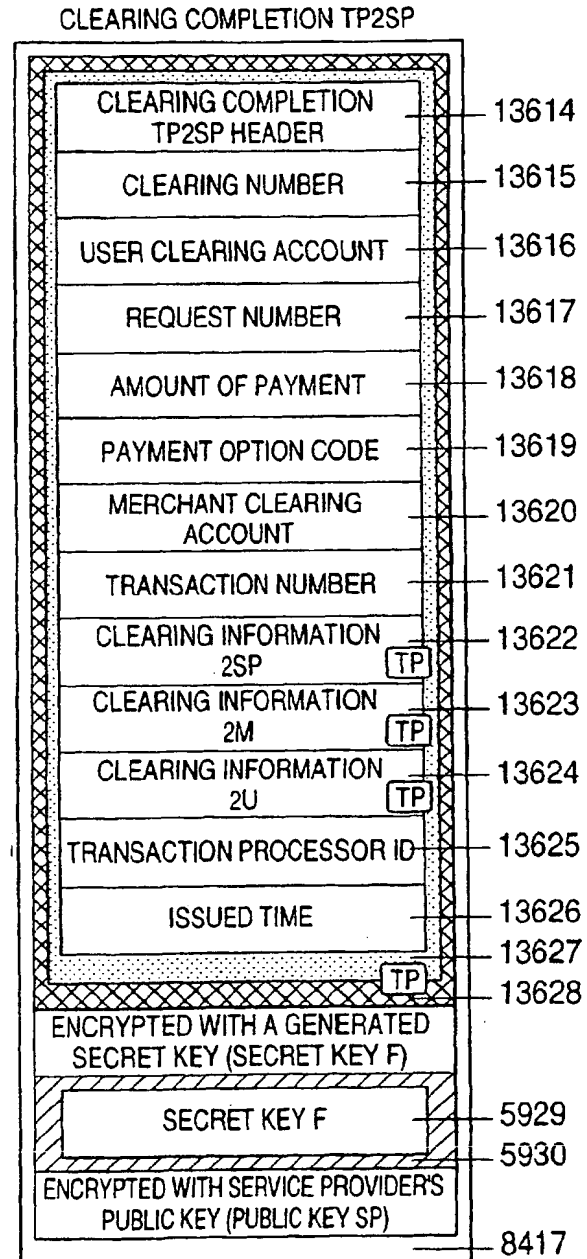 CLEARING COMPLETION TP2SP
CLEARING COMPLETION
TP2SP HEADER
13614
CLEARING NUMBER
13615
USER CLEARING ACCOUNT
13616
REQUEST NUMBER
13617
AMOUNT OF PAYMENT
13618
PAYMENT OPTION CODE
13619
MERCHANT CLEARING
ACCOUNT
13620
TRANSACTION NUMBER
13621
CLEARING INFORMATION
2SP
TP
13622
CLEARING INFORMATION
2M
TP
13623
CLEARING INFORMATION
2U
TP
13624
TRANSACTION PROCESSOR ID
13625
ISSUED TIME
13626
13627
TP
13628
ENCRYPTED WITH A GENERATED
SECRET KEY (SECRET KEY F)
SECRET KEY F
5929
5930
ENCRYPTED WITH SERVICE PROVIDER'S
PUBLIC KEY (PUBLIC KEY SP)
8417